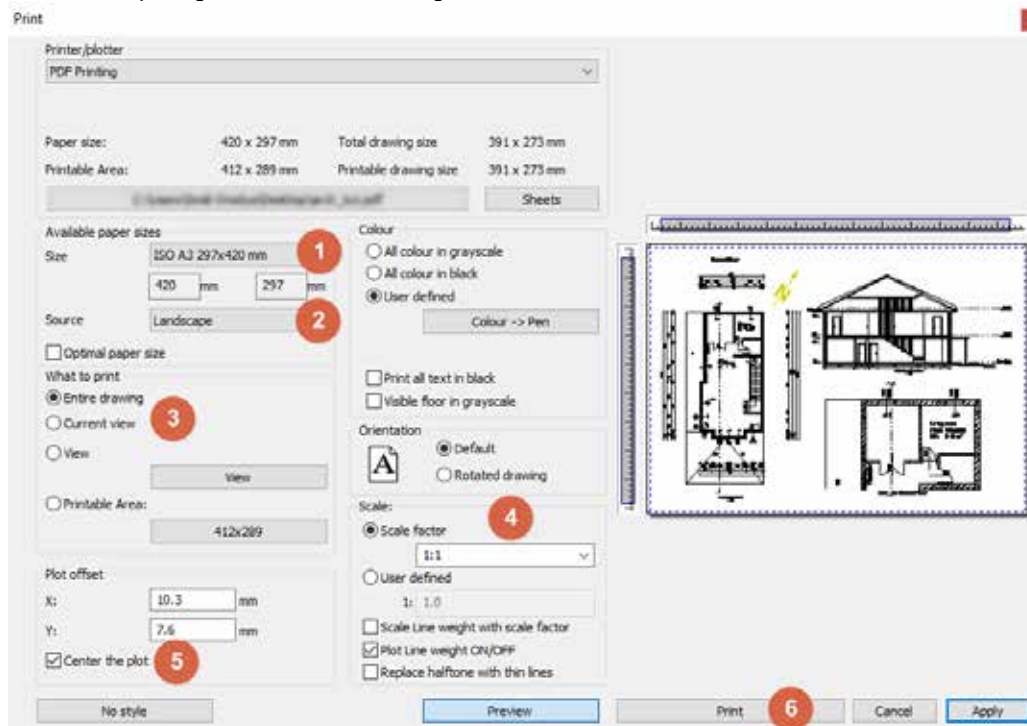 Print
Printer/plotter
PDF Printing
Paper size: 420 x 297 mm Total drawing size 391 x 273 mm
Printable Area: 412 x 289 mm Printable drawing size 391 x 273 mm
Sheets
Available paper sizes
Size ISO A3 297x420 mm 1
420 mm 297 mm
Source Landscape 2
Optimal paper size
What to print
Entire drawing
Current view 3
View
View
Printable Area:
412x289
Plot offset
X: 10.3 mm
Y: 7.6 mm
Center the plot 5
No style
Colour
All colour in grayscale
All colour in black
User defined
Colour -> Pen
Print all text in black
Visible floor in grayscale
Orientation
A
Default
Rotated drawing
Scale: 4
Scale factor
1:1
User defined
1: 1.0
Scale Line weight with scale factor
Plot Line weight ON/OFF
Replace halftone with thin lines
Preview
Print 6 Cancel Apply
N